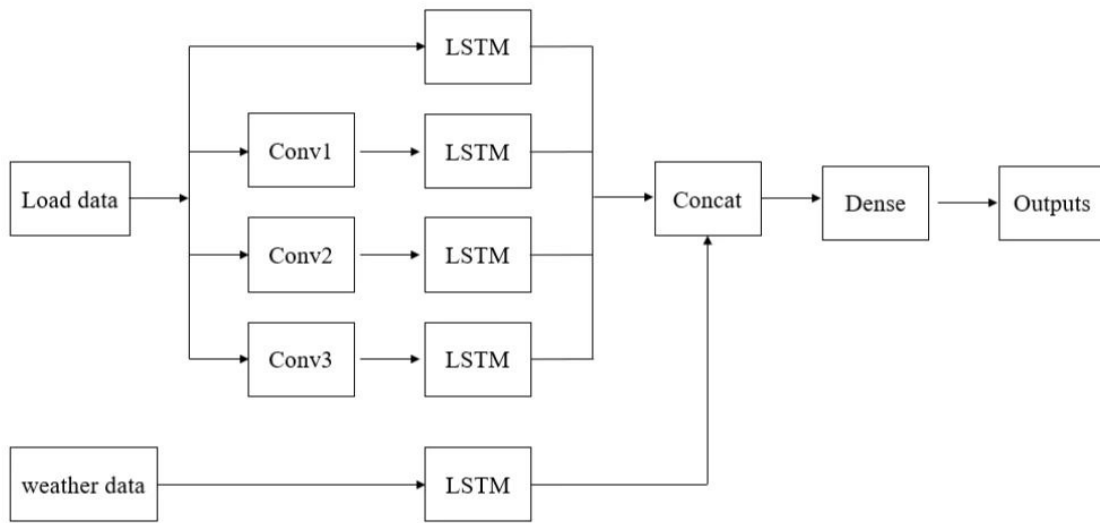 LSTM
Conv1
LSTM
Load data
Concat
Dense
Outputs
Conv2
LSTM
Conv3
LSTM
weather data
LSTM